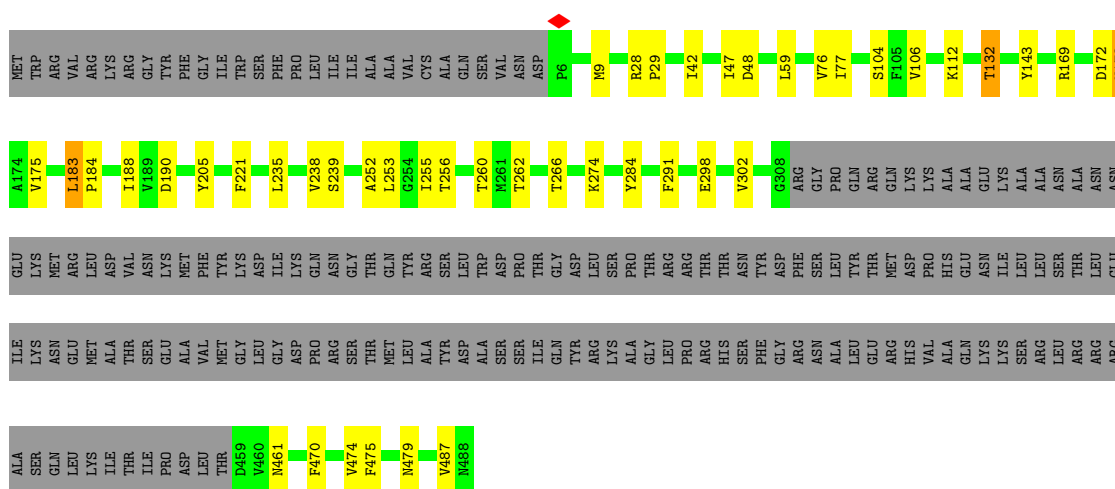 MET TRP ARG VAL ARG LYS ARG GLY TYR PHE GLY ILE TRP SER PHE PRO LEU ILE ILE ALA ALA VAL CYS ALA GLN SER VAL ASN ASP P6 M9 R28 P29 I42 I47 D48 L59 V76 I77 S104 F105 V106 K112 T132 Y143 R169 D172
A174 V175 L183 P184 I188 V189 D190 Y205 F221 L235 V238 S239 A252 L253 G254 I255 T256 T260 M261 T262 T266 K274 Y284 F291 E298 V302 G308 ARG GLY PRO GLN ARG GLN LYS LYS ALA ALA GLU LYS ALA ALA ASN ALA ASN ASN
GLU LYS MET ARG LEU ASP VAL ASN LYS MET PHE TYR LYS ASP ILE LYS GLN ASN GLY THR GLN TYR ARG SER LEU TRP ASP PRO THR GLY ASP LEU SER PRO THR ARG ARG THR THR ASN TYR ASP PHE SER LEU TYR THR MET ASP PRO HIS GLU ASN ILE LEU LEU SER THR LEU GLU
ILE LYS ASN GLU MET ALA THR SER GLU ALA VAL MET GLY LEU GLY ASP PRO ARG SER THR MET LEU ALA TYR ASP ALA SER SER ILE GLN TYR ARG LYS ALA GLY LEU PRO ARG HIS SER PHE GLY ARG ASN ALA LEU GLU ARG HIS VAL ALA GLN LYS LYS SER ARG LEU ARG ARG ARG
ALA SER GLN LEU LYS ILE THR ILE PRO ASP LEU THR D459 V460 N461 F470 V474 F475 N479 V487 N488